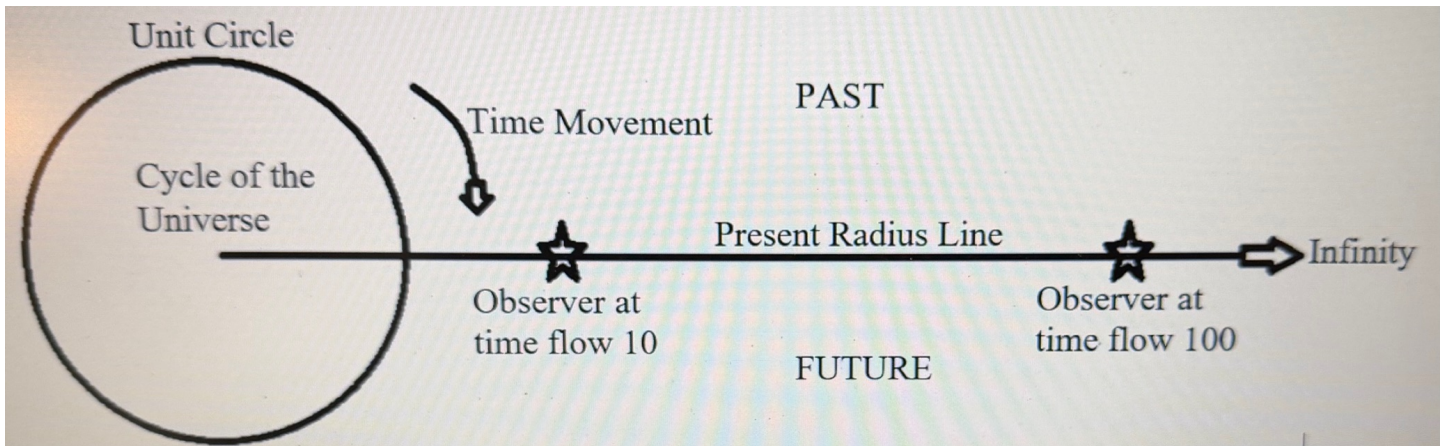 Unit Circle
PAST
Time Movement
Cycle of the
Universe
Present Radius Line
Infinity
Observer at
time flow 10
Observer at
time flow 100
FUTURE